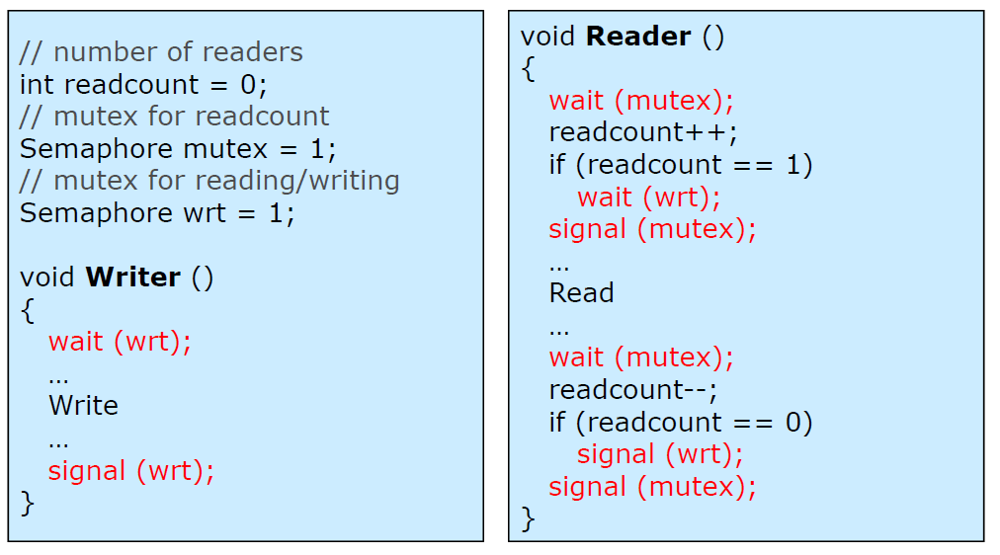 // number of readers
int readcount = 0;
// mutex for readcount
Semaphore mutex = 1;
// mutex for reading/writing
Semaphore wrt = 1;
void Writer ()
{
wait (wrt);
...
Write
...
signal (wrt);
}
void Reader ()
{
wait (mutex);
readcount++;
if (readcount == 1)
wait (wrt);
signal (mutex);
...
Read
...
wait (mutex);
readcount--;
if (readcount == 0)
signal (wrt);
signal (mutex);
}